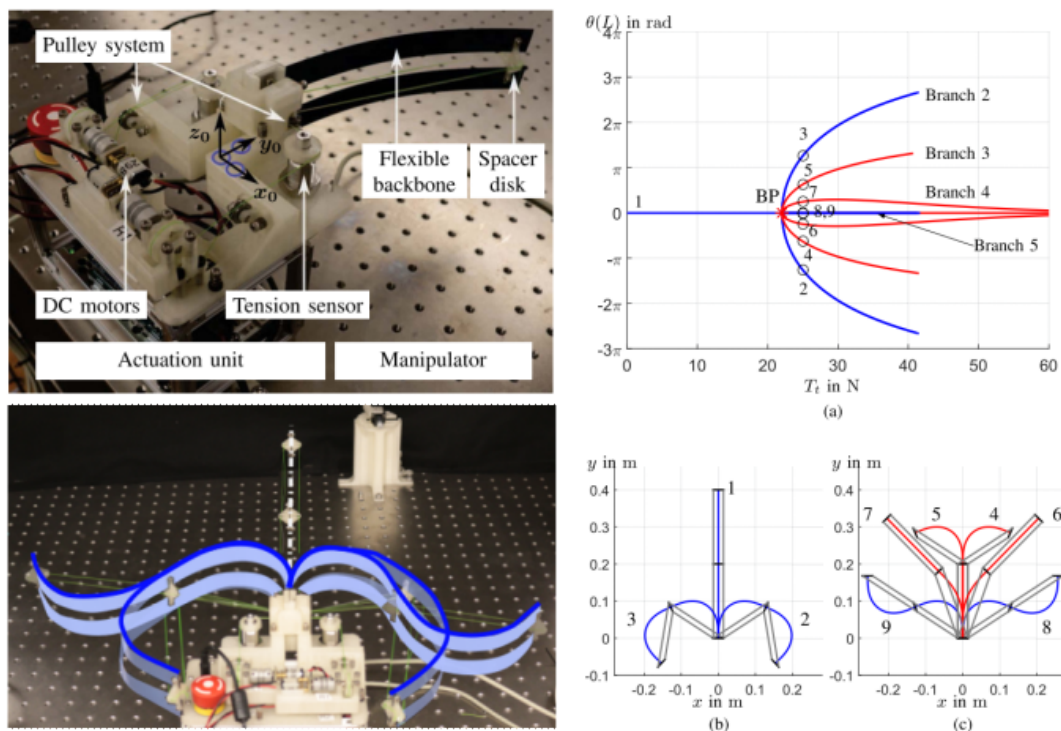 Pulley system
z0
y0
x0
Flexible
backbone
Spacer
disk
DC motors
Tension sensor
Actuation unit
Manipulator
θ(L) in rad
4π
3π
2π
π
0
-π
-2π
-3π
0
10
20
30
40
50
60
Tt in N
Branch 2
Branch 3
Branch 4
Branch 5
BP
1
3
5
7
8,9
6
4
2
(a)
y in m
0.4
0.3
0.2
0.1
0
-0.1
-0.2
-0.1
0
0.1
0.2
x in m
1
3
2
(b)
y in m
0.4
0.3
0.2
0.1
0
-0.1
-0.2
-0.1
0
0.1
0.2
x in m
7
5
4
6
9
8
(c)